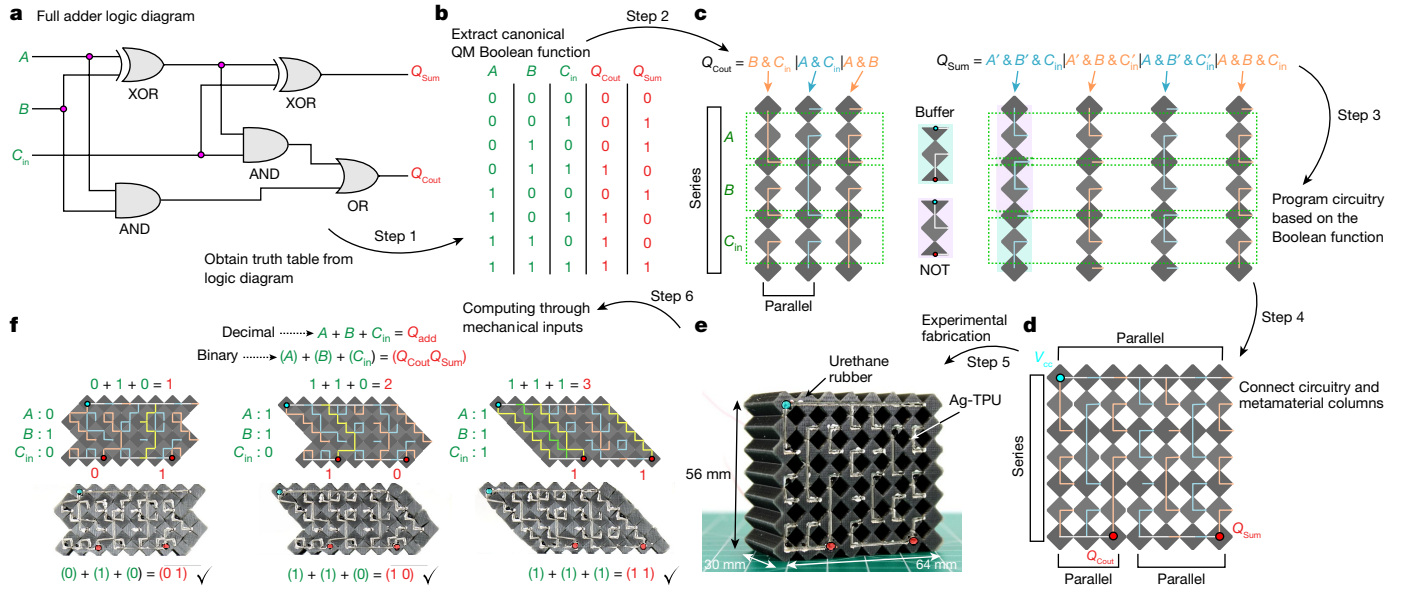 a Full adder logic diagram
A
B
C_in
XOR
XOR
AND
AND
OR
Q_Sum
Q_Cout
Step 1
Obtain truth table from
logic diagram
b
Extract canonical
QM Boolean function
Step 2
A B C_in Q_Cout Q_Sum
0 0 0 0 0
0 0 1 0 1
0 1 0 0 1
0 1 1 1 0
1 0 0 0 1
1 0 1 1 0
1 1 0 1 0
1 1 1 1 1
c
Q_Cout = B & C_in | A & C_in | A & B
Q_Sum = A′ & B′ & C_in | A′ & B & C′_in | A & B′ & C′_in | A & B & C_in
Series
A
B
C_in
Parallel
Buffer
NOT
Step 3
Program circuitry
based on the
Boolean function
Step 4
d
Parallel
V_cc
Series
Connect circuitry and
metamaterial columns
Q_Cout
Q_Sum
Parallel
Parallel
Experimental
fabrication
Step 5
e
Urethane
rubber
Ag-TPU
56 mm
30 mm
64 mm
Step 6
Computing through
mechanical inputs
f
Decimal A + B + C_in = Q_add
Binary (A) + (B) + (C_in) = (Q_Cout Q_Sum)
0 + 1 + 0 = 1
A : 0
B : 1
C_in : 0
0 1
(0) + (1) + (0) = (0 1) ✓
1 + 1 + 0 = 2
A : 1
B : 1
C_in : 0
1 0
(1) + (1) + (0) = (1 0) ✓
1 + 1 + 1 = 3
A : 1
B : 1
C_in : 1
1 1
(1) + (1) + (1) = (1 1) ✓